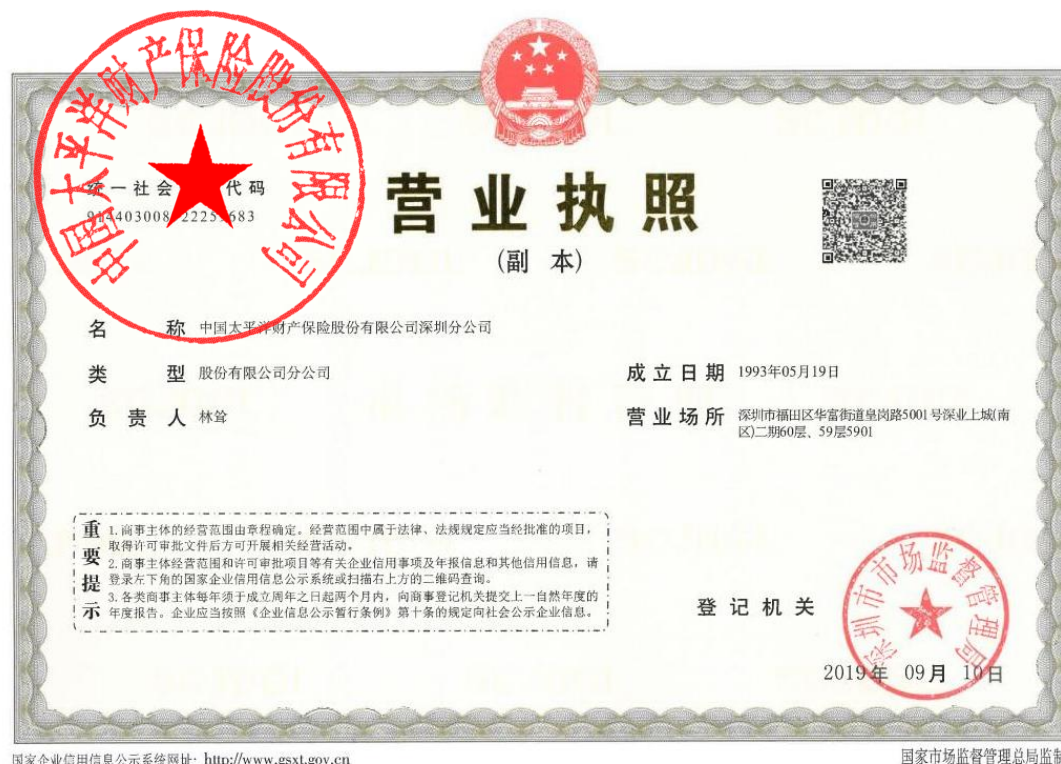 中国太平洋财产保险股份有限公司
统一社会 代码
营业执照
(副 本)
名 称 中国太平洋财产保险股份有限公司深圳分公司
类 型 股份有限公司分公司
成立日期 1993年05月19日
负责人 林耸
营业场所 深圳市福田区华富街道皇岗路5001号深业上城(南
区)二期60层、59层5901
重要提示
1. 商事主体的经营范围由章程确定。经营范围中属于法律、法规规定应当经批准的项目,
取得许可审批文件后方可开展相关经营活动。
2. 商事主体经营范围和许可审批项目等有关企业信用事项及年报信息和其他信用信息,请
登录左下角的国家企业信用信息公示系统或扫描右上方的二维码查询。
3. 各类商事主体每年须于成立周年之日起两个月内,向商事登记机关提交上一自然年度的
年度报告。企业应当按照《企业信息公示暂行条例》第十条的规定向社会公示企业信息。
登记机关
深圳市市场监督管理局
2019年 09月 10日
国家企业信用信息公示系统网址: http://www.gsxt.gov.cn
国家市场监督管理总局监制